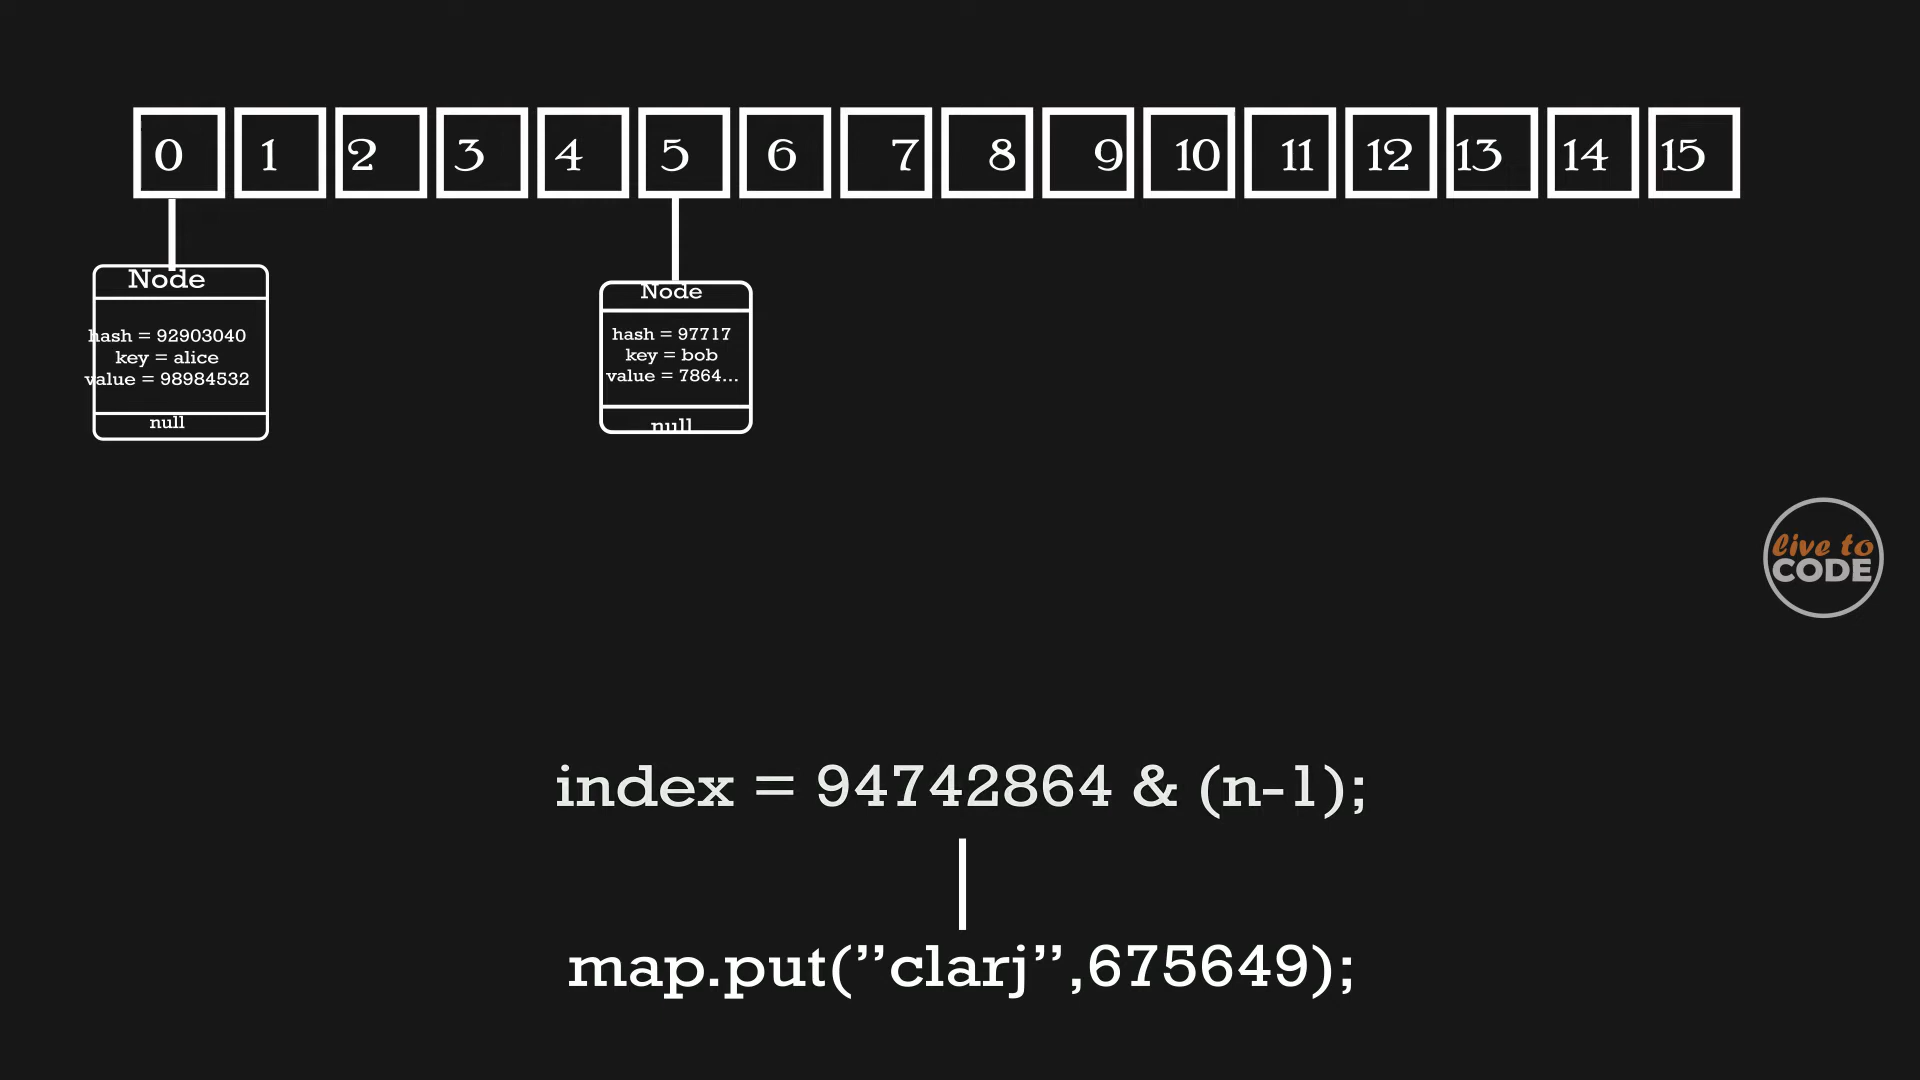 0 1 2 3 4 5 6 7 8 9 10 11 12 13 14 15
Node
hash = 92903040
key = alice
value = 98984532
null
Node
hash = 97717
key = bob
value = 7864...
null
live to
CODE
index = 94742864 & (n-1);
map.put(”clarj”,675649);